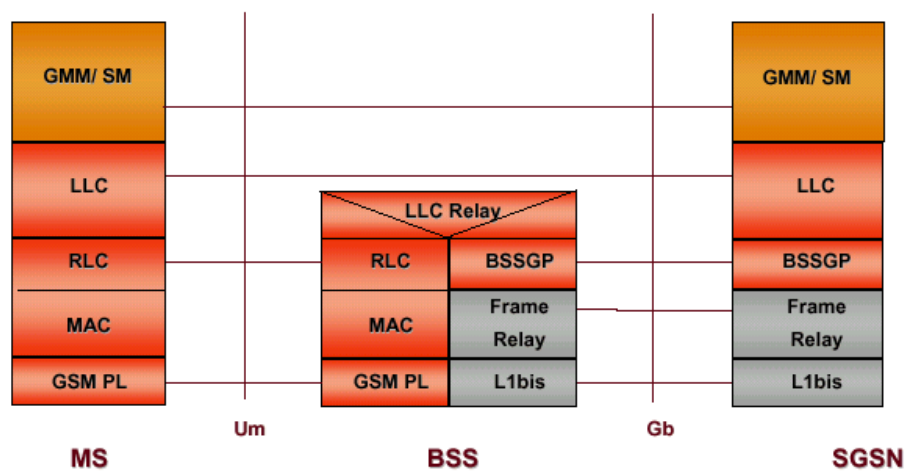 GMM/ SM
GMM/ SM
LLC
LLC
LLC Relay
RLC
RLC
BSSGP
BSSGP
MAC
MAC
Frame
Relay
Frame
Relay
GSM PL
GSM PL
L1bis
L1bis
Um
Gb
MS
BSS
SGSN